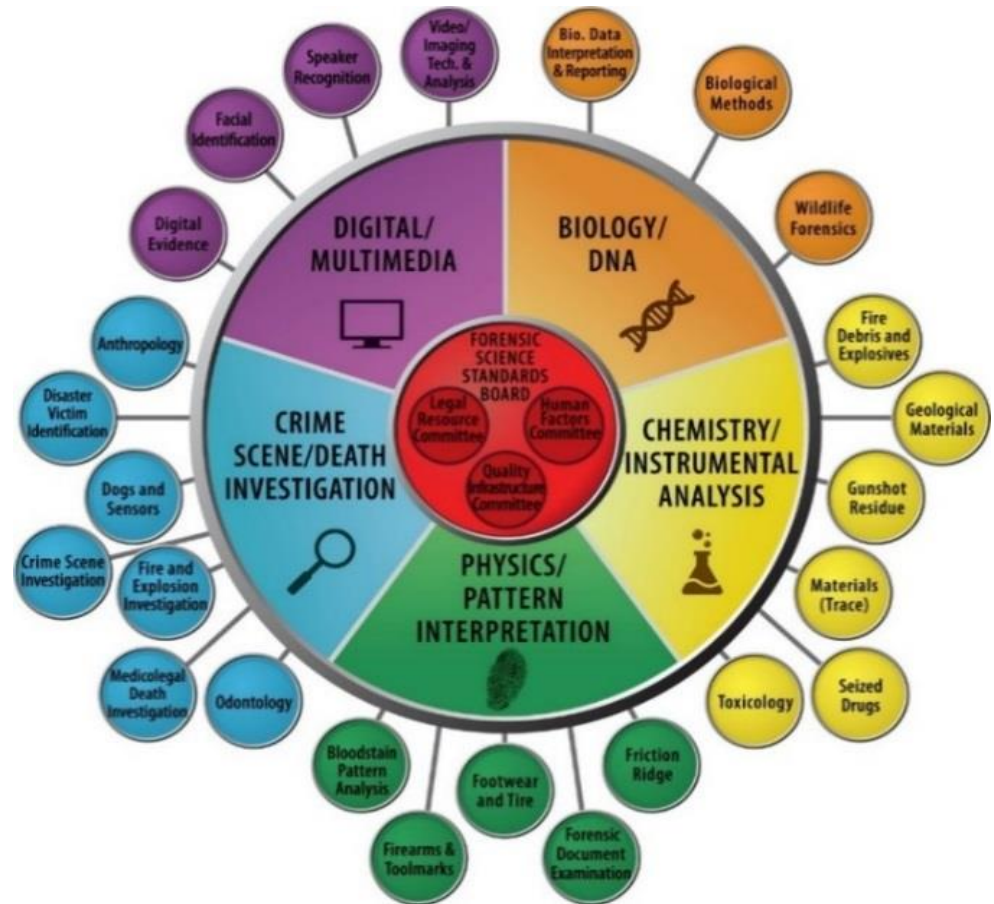 Video/
Imaging
Tech. &
Analysis
Bio. Data
Interpretation
& Reporting
Speaker
Recognition
Biological
Methods
Facial
Identification
Wildlife
Forensics
Digital
Evidence
DIGITAL/
MULTIMEDIA
BIOLOGY/
DNA
Anthropology
Fire
Debris and
Explosives
FORENSIC
SCIENCE
STANDARDS
BOARD
Legal
Resource
Committee
Human
Factors
Committee
Quality
Infrastructure
Committee
Disaster
Victim
Identification
Geological
Materials
CRIME
SCENE/DEATH
INVESTIGATION
CHEMISTRY/
INSTRUMENTAL
ANALYSIS
Dogs and
Sensors
Gunshot
Residue
Crime Scene
Investigation
Fire and
Explosion
Investigation
PHYSICS/
PATTERN
INTERPRETATION
Materials
(Trace)
Medicolegal
Death
Investigation
Odontology
Toxicology
Seized
Drugs
Bloodstain
Pattern
Analysis
Footwear
and Tire
Friction
Ridge
Firearms &
Toolmarks
Forensic
Document
Examination